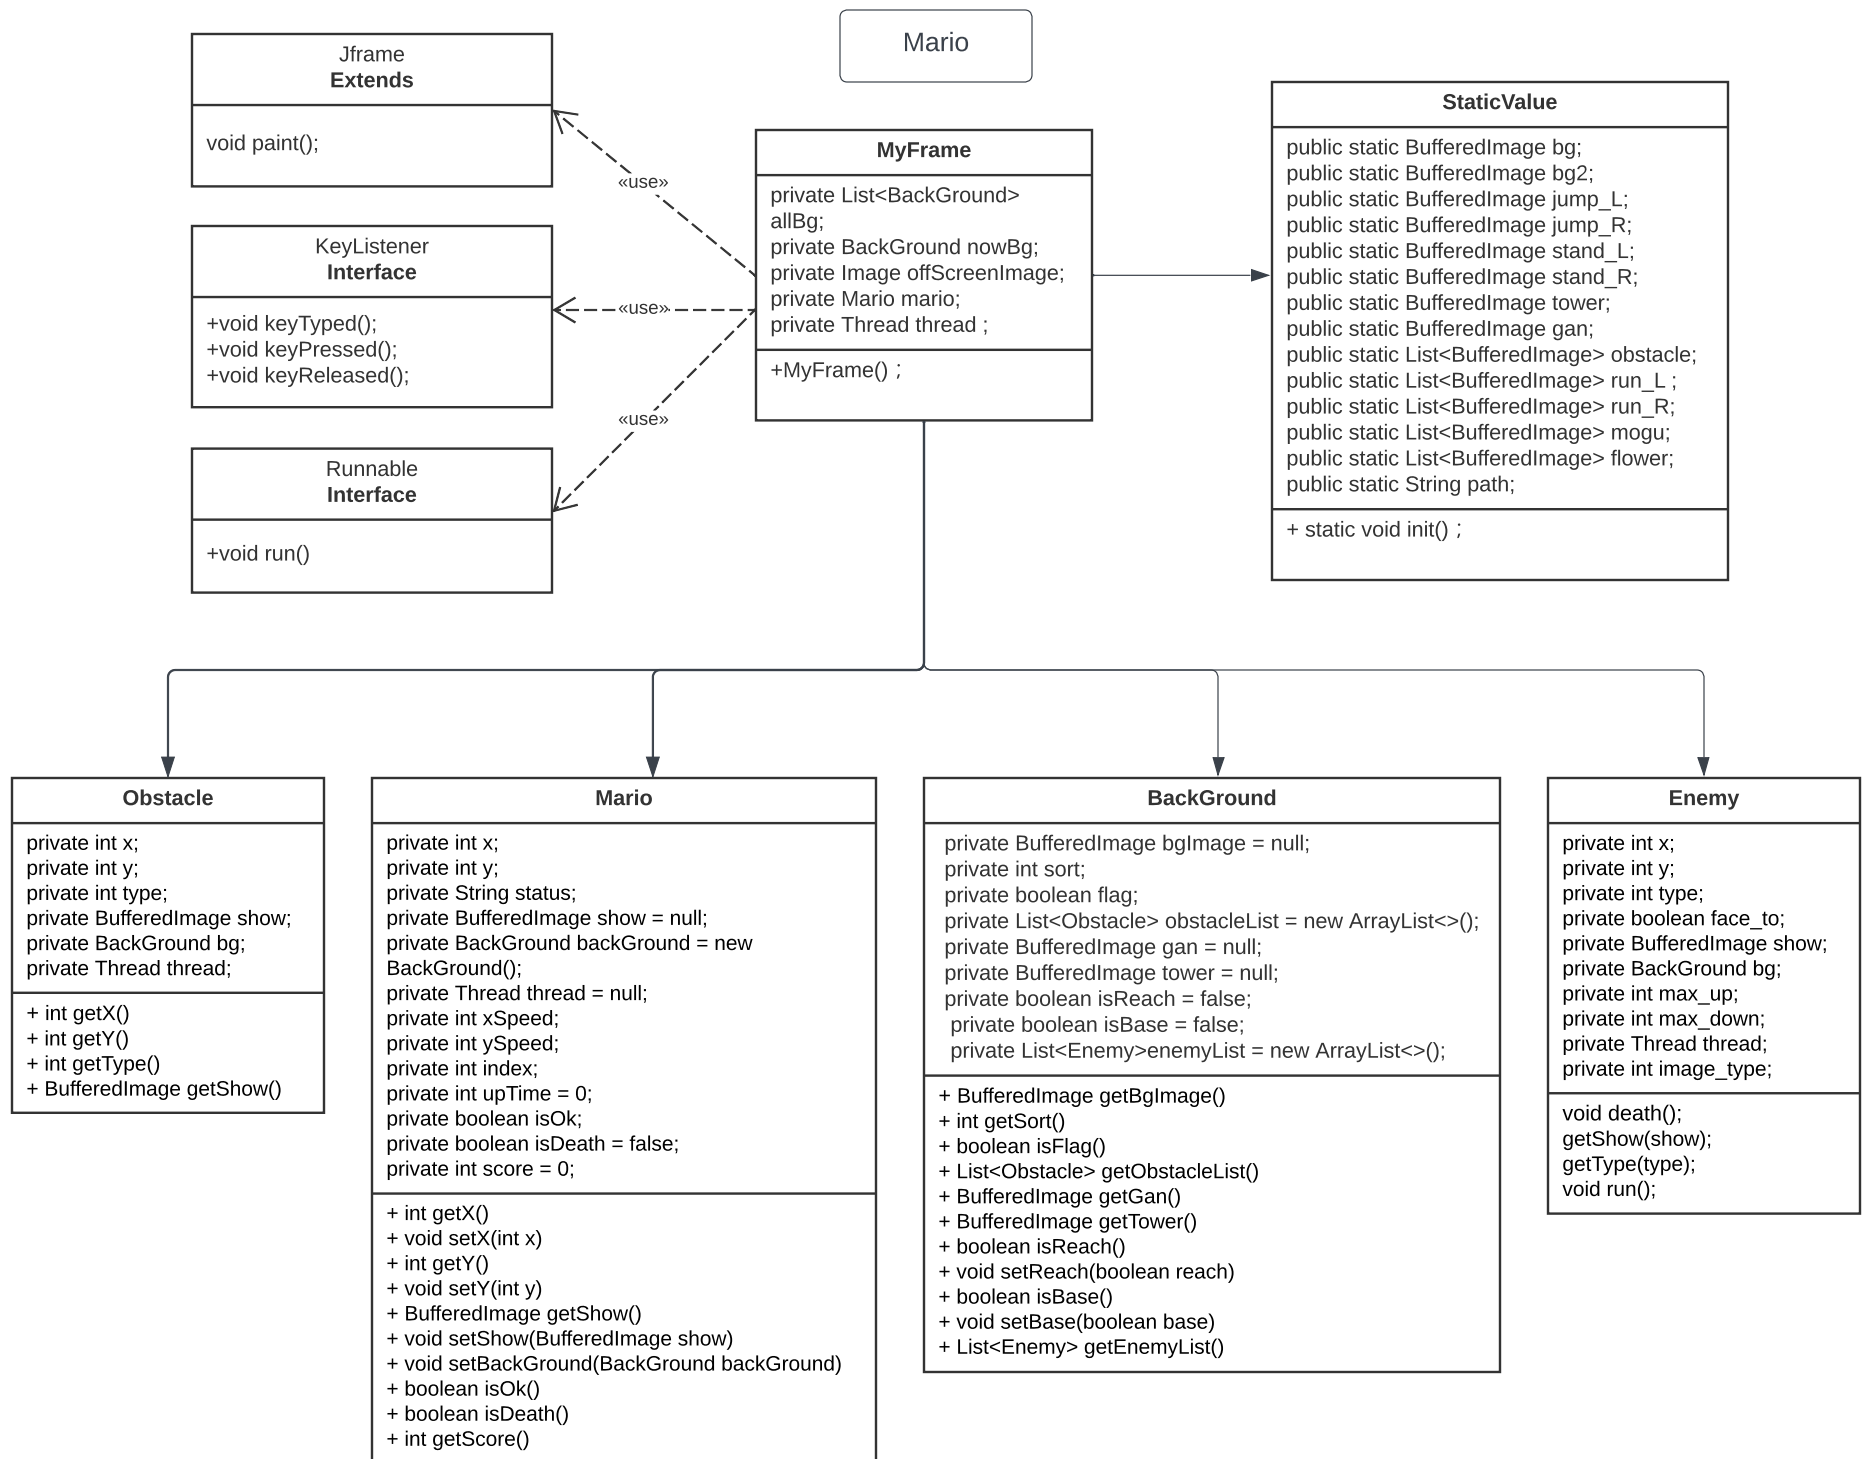 Mario
Jframe
Extends
void paint();
KeyListener
Interface
+void keyTyped();
+void keyPressed();
+void keyReleased();
Runnable
Interface
+void run()
«use»
«use»
«use»
MyFrame
private List<BackGround>
allBg;
private BackGround nowBg;
private Image offScreenImage;
private Mario mario;
private Thread thread ;
+MyFrame() ;
StaticValue
public static BufferedImage bg;
public static BufferedImage bg2;
public static BufferedImage jump_L;
public static BufferedImage jump_R;
public static BufferedImage stand_L;
public static BufferedImage stand_R;
public static BufferedImage tower;
public static BufferedImage gan;
public static List<BufferedImage> obstacle;
public static List<BufferedImage> run_L ;
public static List<BufferedImage> run_R;
public static List<BufferedImage> mogu;
public static List<BufferedImage> flower;
public static String path;
+ static void init() ;
Obstacle
private int x;
private int y;
private int type;
private BufferedImage show;
private BackGround bg;
private Thread thread;
+ int getX()
+ int getY()
+ int getType()
+ BufferedImage getShow()
Mario
private int x;
private int y;
private String status;
private BufferedImage show = null;
private BackGround backGround = new
BackGround();
private Thread thread = null;
private int xSpeed;
private int ySpeed;
private int index;
private int upTime = 0;
private boolean isOk;
private boolean isDeath = false;
private int score = 0;
+ int getX()
+ void setX(int x)
+ int getY()
+ void setY(int y)
+ BufferedImage getShow()
+ void setShow(BufferedImage show)
+ void setBackGround(BackGround backGround)
+ boolean isOk()
+ boolean isDeath()
+ int getScore()
BackGround
private BufferedImage bgImage = null;
private int sort;
private boolean flag;
private List<Obstacle> obstacleList = new ArrayList<>();
private BufferedImage gan = null;
private BufferedImage tower = null;
private boolean isReach = false;
private boolean isBase = false;
private List<Enemy>enemyList = new ArrayList<>();
+ BufferedImage getBgImage()
+ int getSort()
+ boolean isFlag()
+ List<Obstacle> getObstacleList()
+ BufferedImage getGan()
+ BufferedImage getTower()
+ boolean isReach()
+ void setReach(boolean reach)
+ boolean isBase()
+ void setBase(boolean base)
+ List<Enemy> getEnemyList()
Enemy
private int x;
private int y;
private int type;
private boolean face_to;
private BufferedImage show;
private BackGround bg;
private int max_up;
private int max_down;
private Thread thread;
private int image_type;
void death();
getShow(show);
getType(type);
void run();